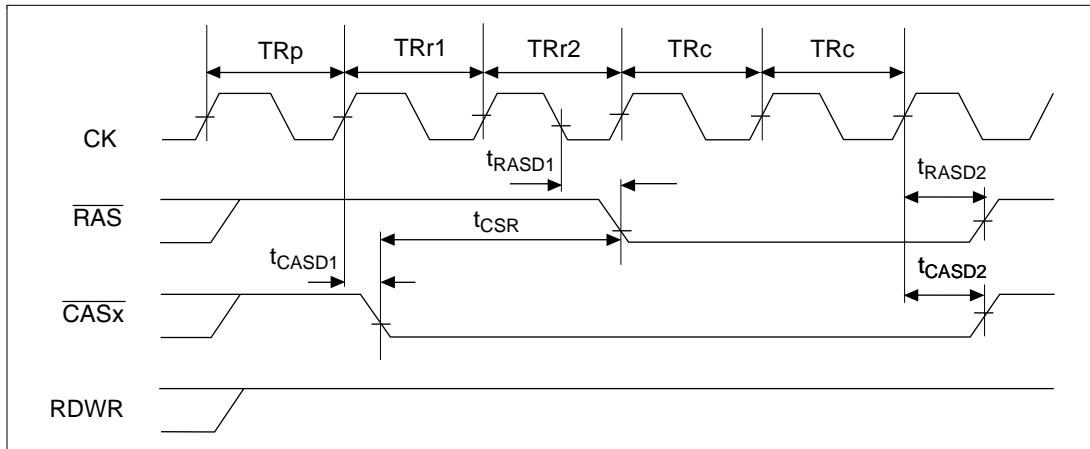 TRp TRr1 TRr2 TRc TRc
CK
tRASD1
tRASD2
RAS
tCSR
tCASD1
tCASD2
CASx
RDWR